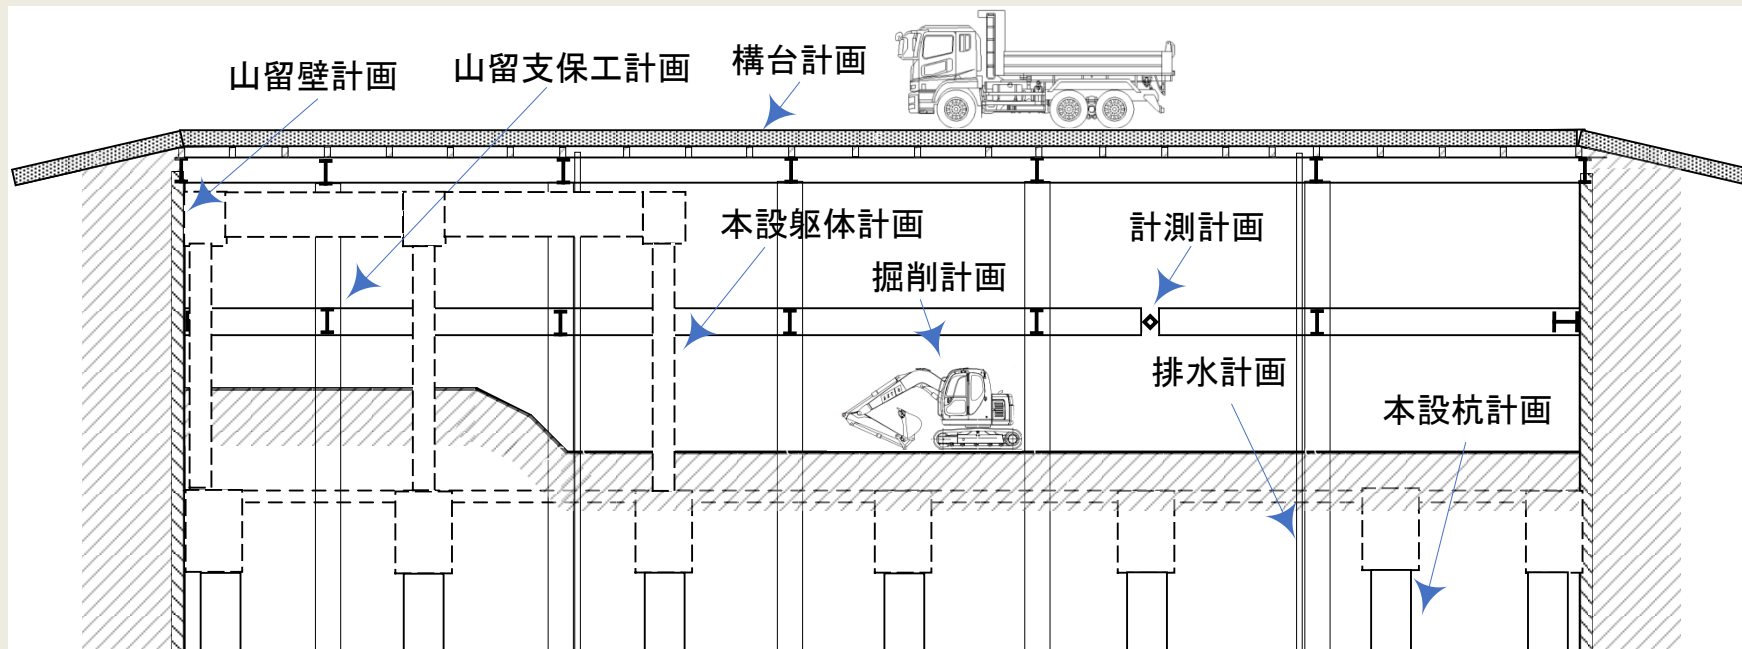 山留壁計画
山留支保工計画
構台計画
本設躯体計画
計測計画
掘削計画
排水計画
本設杭計画